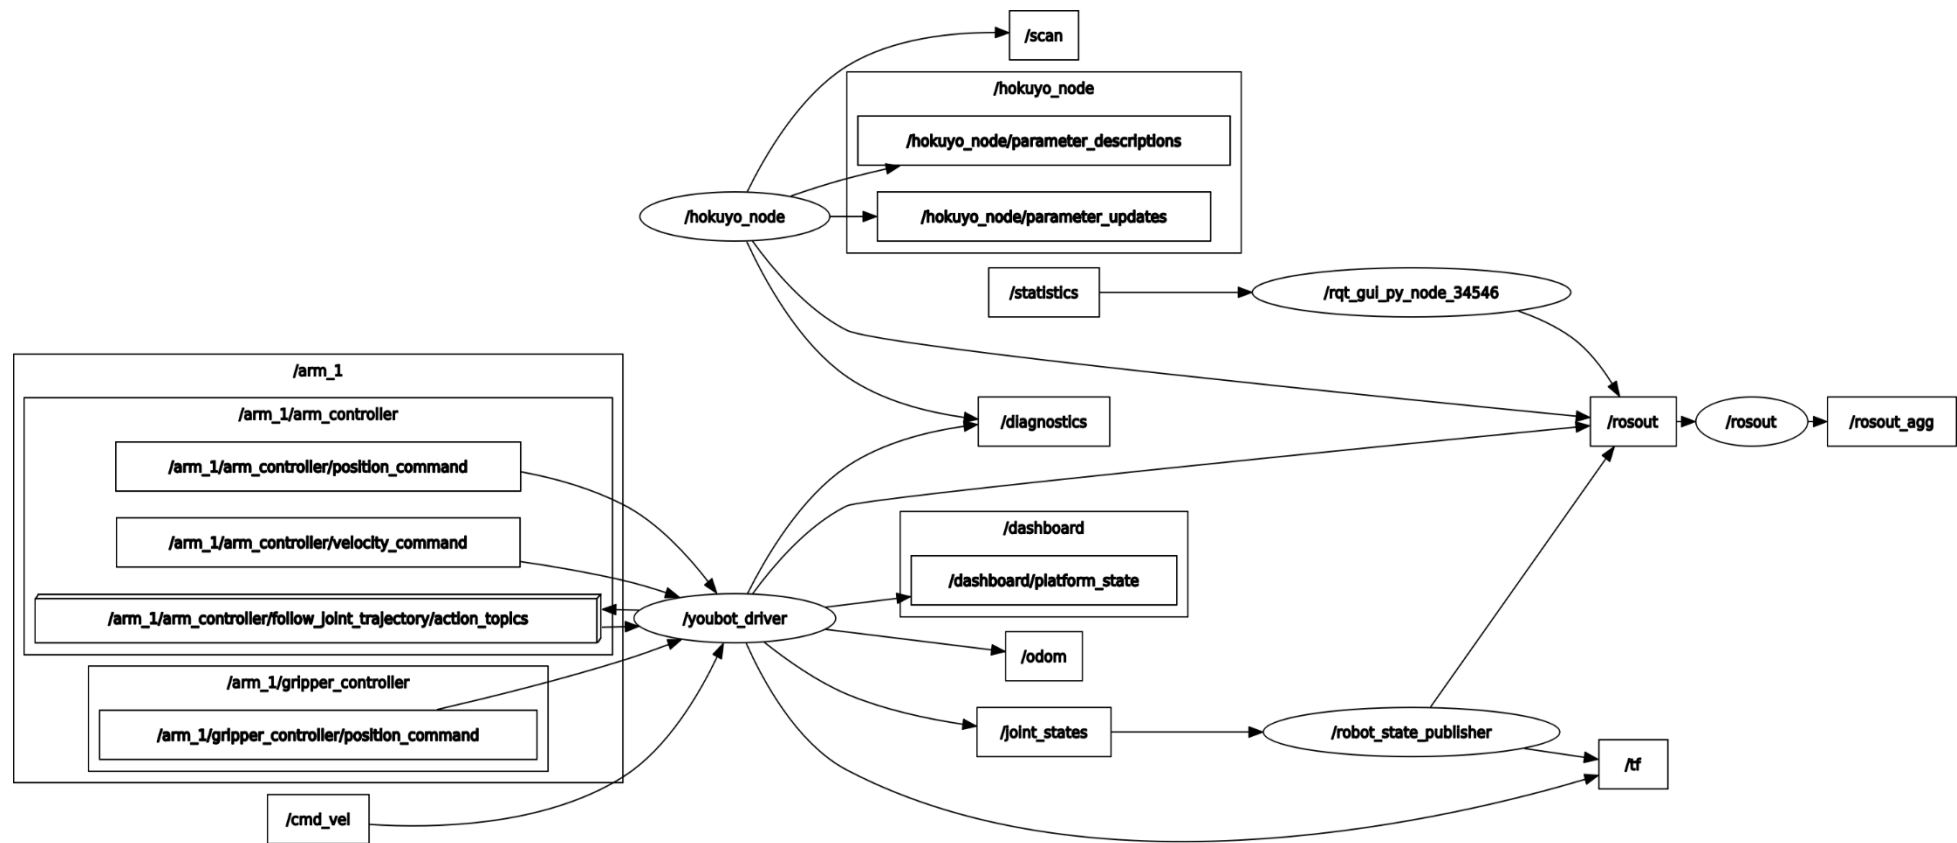 /scan
/hokuyo_node
/hokuyo_node/parameter_descriptions
/hokuyo_node
/hokuyo_node/parameter_updates
/statistics
/rqt_gui_py_node_34546
/arm_1
/arm_1/arm_controller
/diagnostics
/rosout
/rosout
/rosout_agg
/arm_1/arm_controller/position_command
/dashboard
/arm_1/arm_controller/velocity_command
/dashboard/platform_state
/arm_1/arm_controller/follow_joint_trajectory/action_topics
/youbot_driver
/odom
/arm_1/gripper_controller
/arm_1/gripper_controller/position_command
/joint_states
/robot_state_publisher
/tf
/cmd_vel